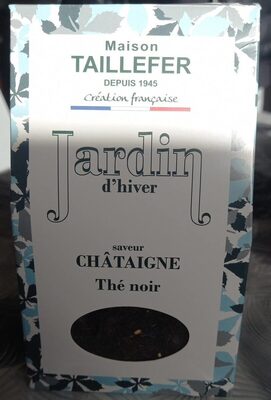 Maison
TAILLEFER
DEPUIS 1945
Création française
Jardin
d'hiver
saveur
CHÂTAIGNE
Thé noir